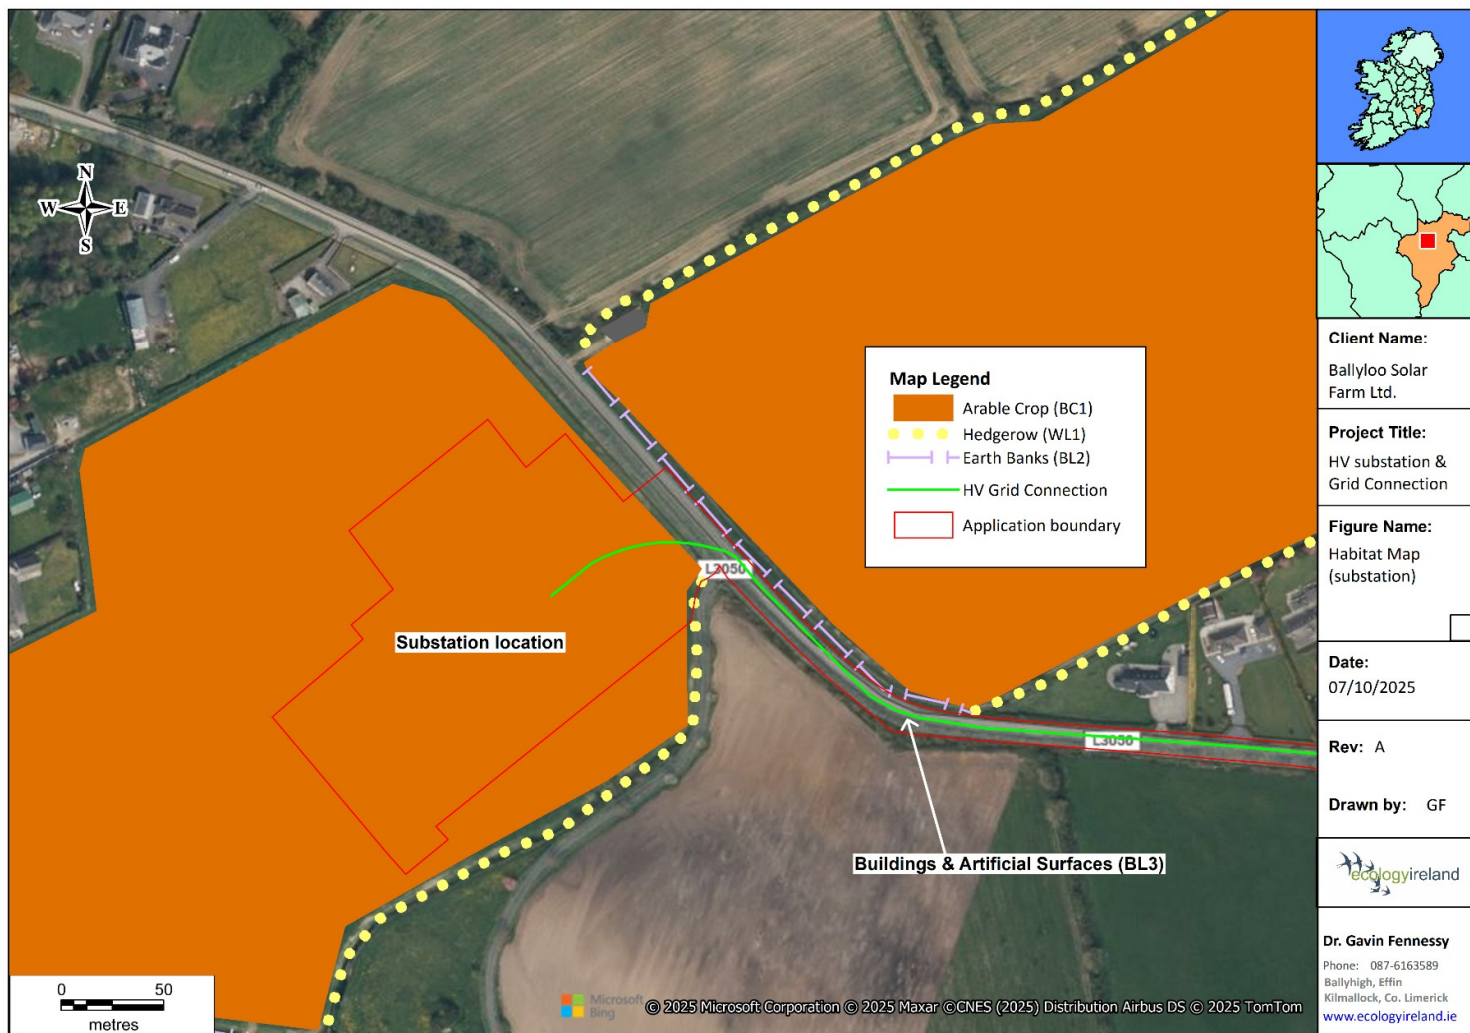 N
W E
S
L3050
Substation location
L3050
Buildings & Artificial Surfaces (BL3)
Map Legend
Arable Crop (BC1)
Hedgerow (WL1)
Earth Banks (BL2)
HV Grid Connection
Application boundary
0 50
metres
Microsoft
Bing
© 2025 Microsoft Corporation © 2025 Maxar ©CNES (2025) Distribution Airbus DS © 2025 TomTom
Client Name:
Ballyloo Solar
Farm Ltd.
Project Title:
HV substation &
Grid Connection
Figure Name:
Habitat Map
(substation)
Date:
07/10/2025
Rev: A
Drawn by: GF
ecologyireland
Dr. Gavin Fennessy
Phone: 087-6163589
Ballyhigh, Effin
Kilmallock, Co. Limerick
www.ecologyireland.ie